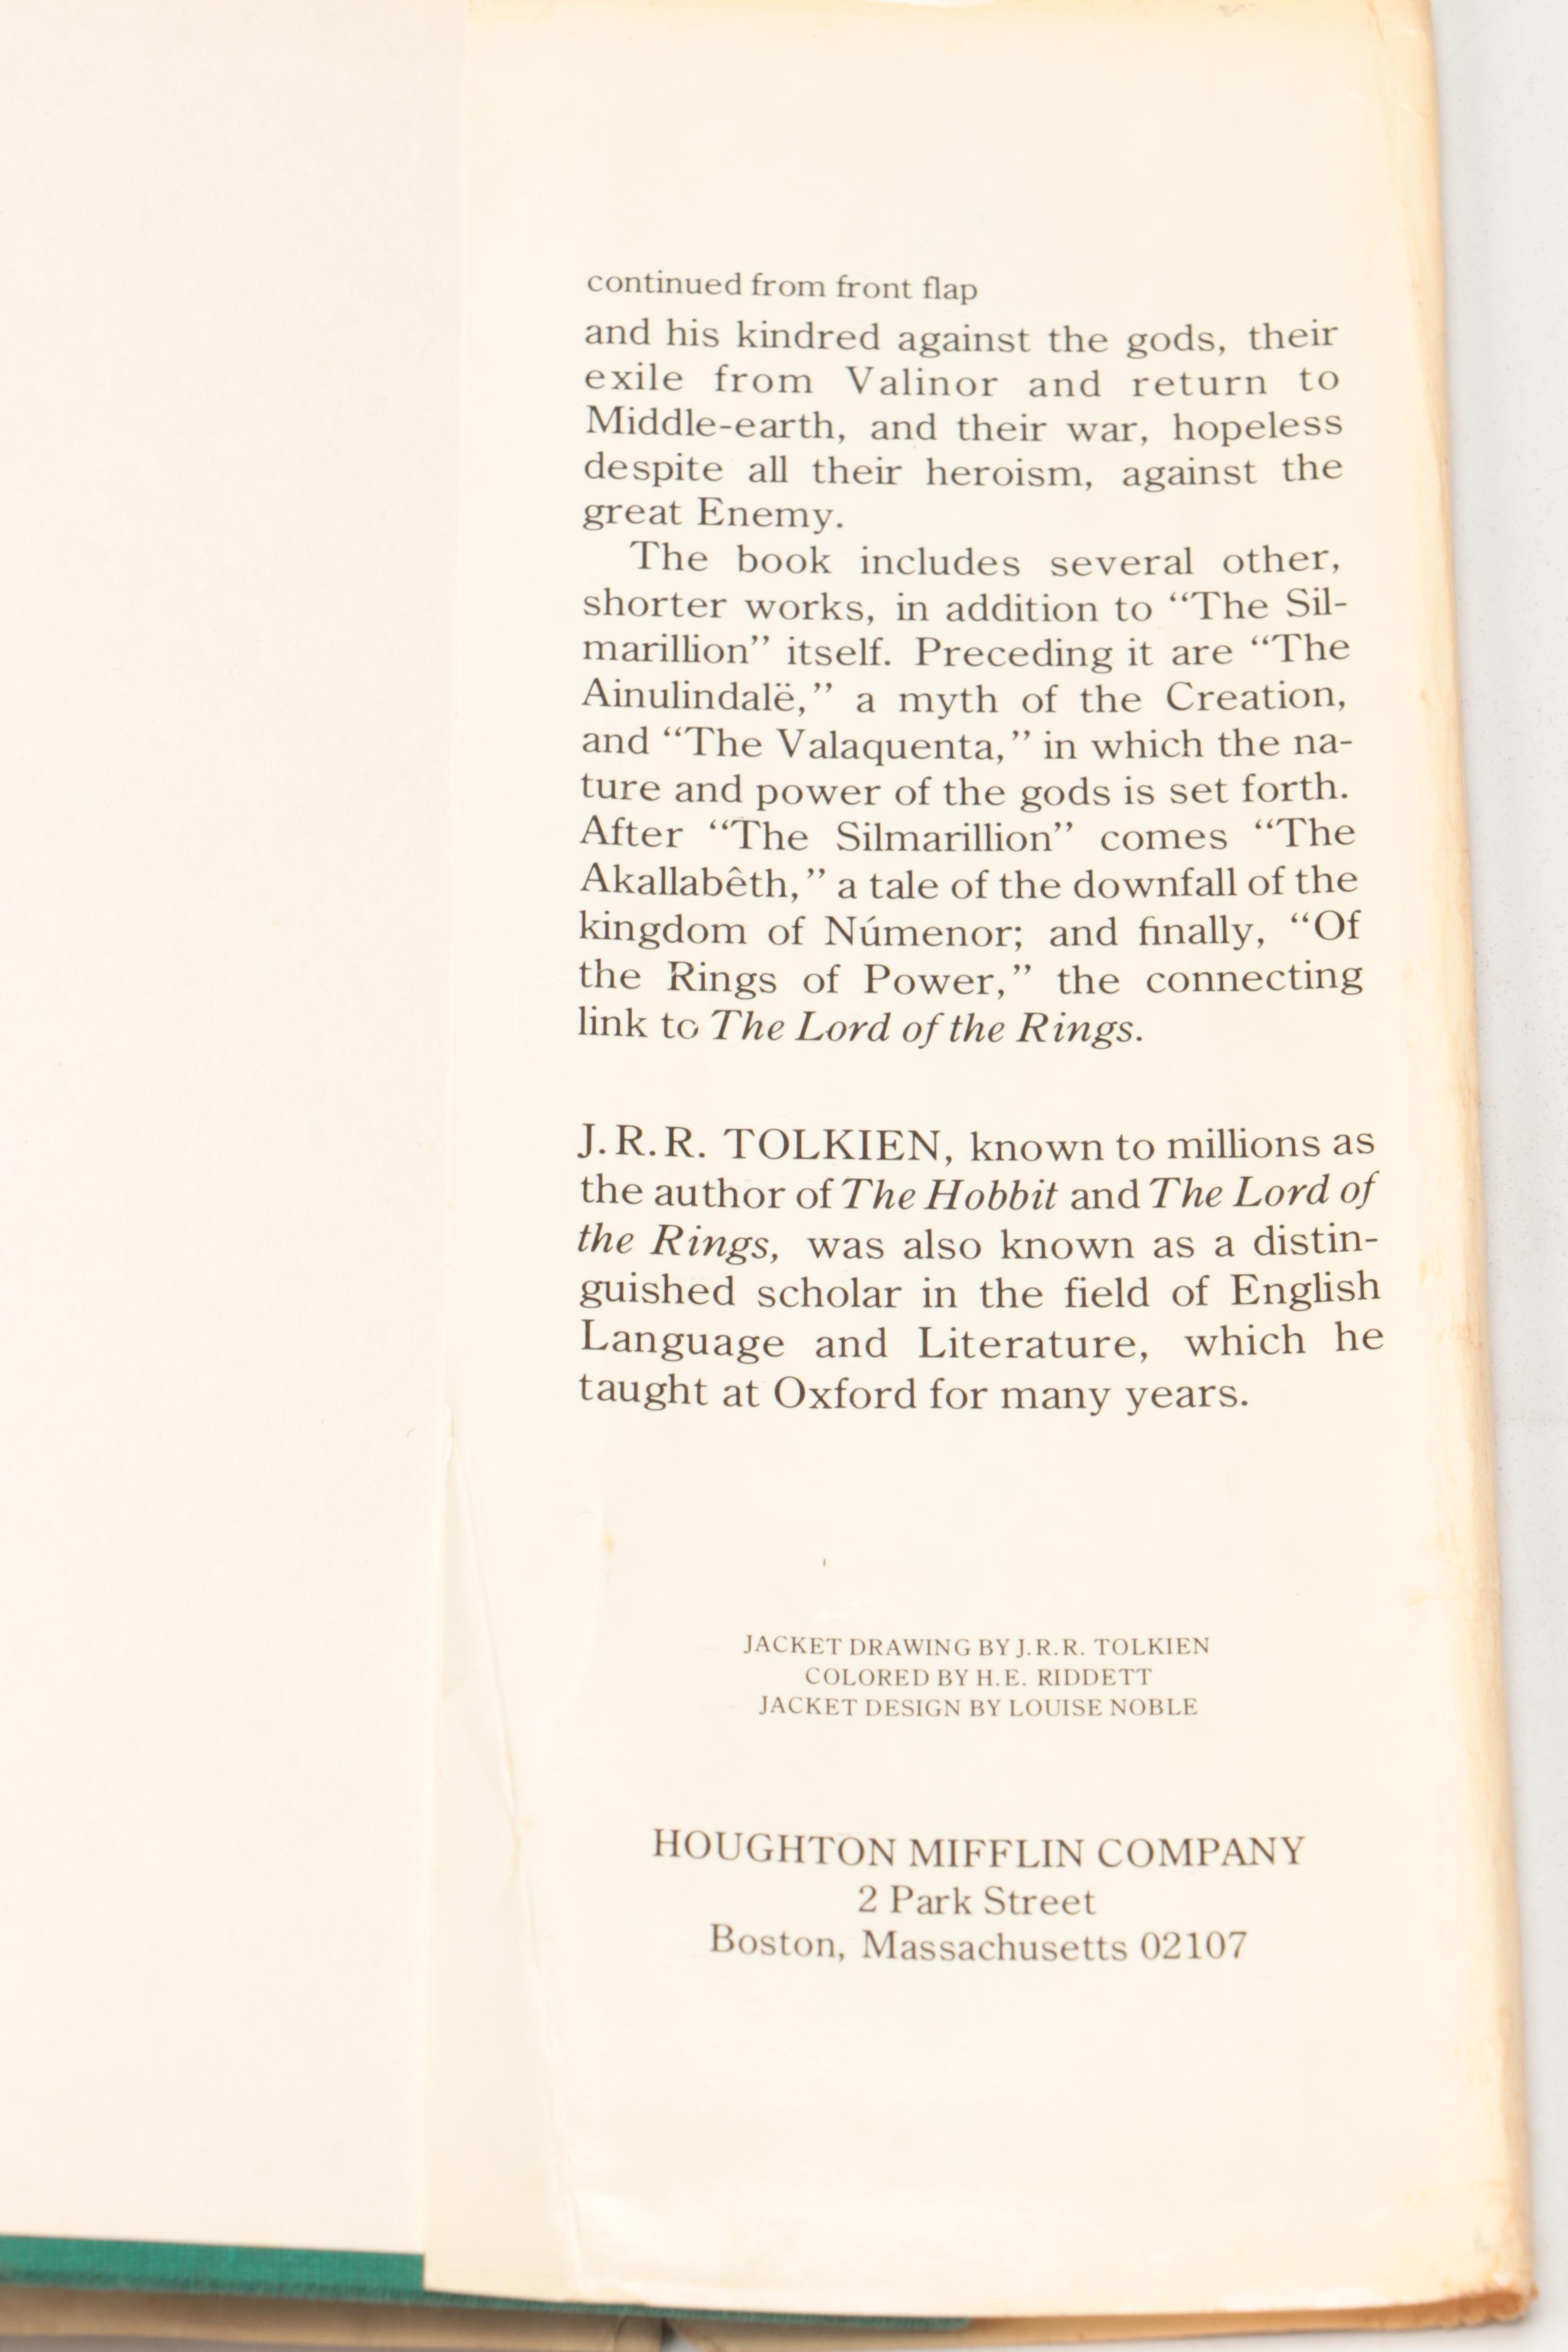 continued from front flap
and his kindred against the gods, their
exile from Valinor and return to
Middle-earth, and their war, hopeless
despite all their heroism, against the
great Enemy.
The book includes several other,
shorter works, in addition to “The Sil-
marillion” itself. Preceding it are “The
Ainulindalë,” a myth of the Creation,
and “The Valaquenta,” in which the na-
ture and power of the gods is set forth.
After “The Silmarillion” comes “The
Akallabêth,” a tale of the downfall of the
kingdom of Númenor; and finally, “Of
the Rings of Power,” the connecting
link to The Lord of the Rings.
J.R.R. TOLKIEN, known to millions as
the author of The Hobbit and The Lord of
the Rings, was also known as a distin-
guished scholar in the field of English
Language and Literature, which he
taught at Oxford for many years.
JACKET DRAWING BY J.R.R. TOLKIEN
COLORED BY H.E. RIDDETT
JACKET DESIGN BY LOUISE NOBLE
HOUGHTON MIFFLIN COMPANY
2 Park Street
Boston, Massachusetts 02107